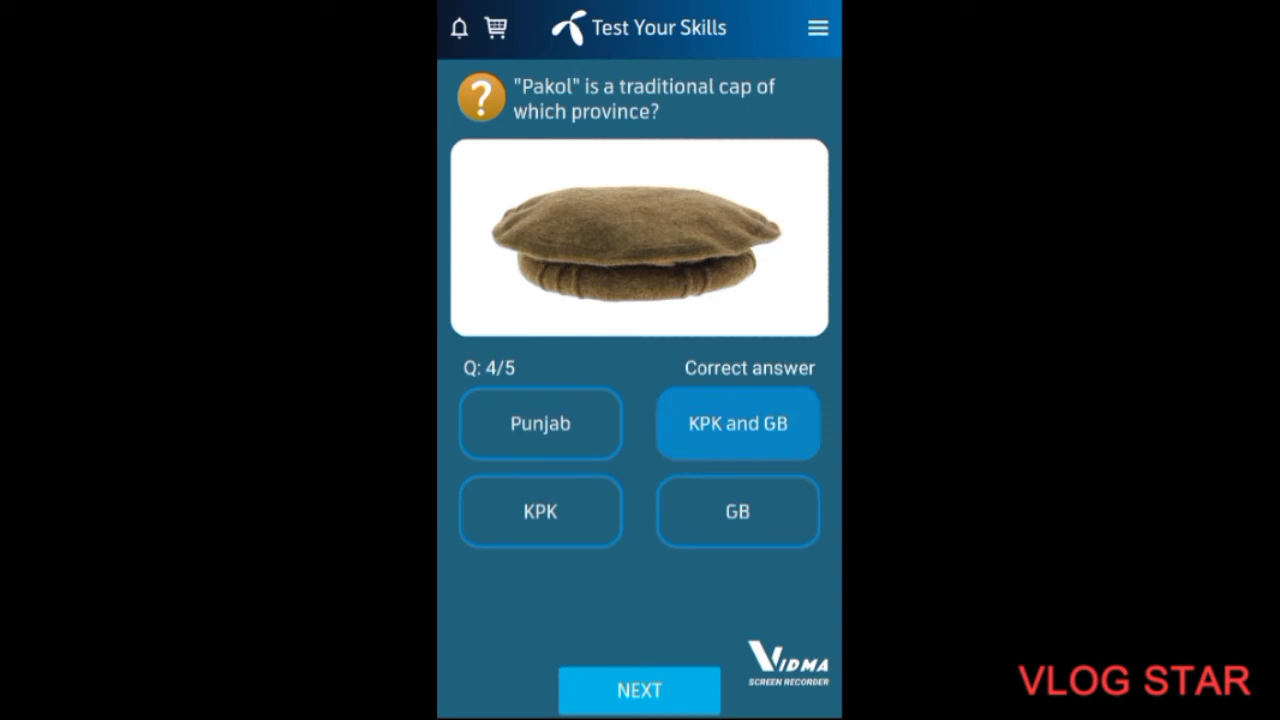 Test Your Skills
?
"Pakol" is a traditional cap of
which province?
Q: 4/5
Correct answer
Punjab
KPK and GB
KPK
GB
VIDMA
SCREEN RECORDER
NEXT
VLOG STAR